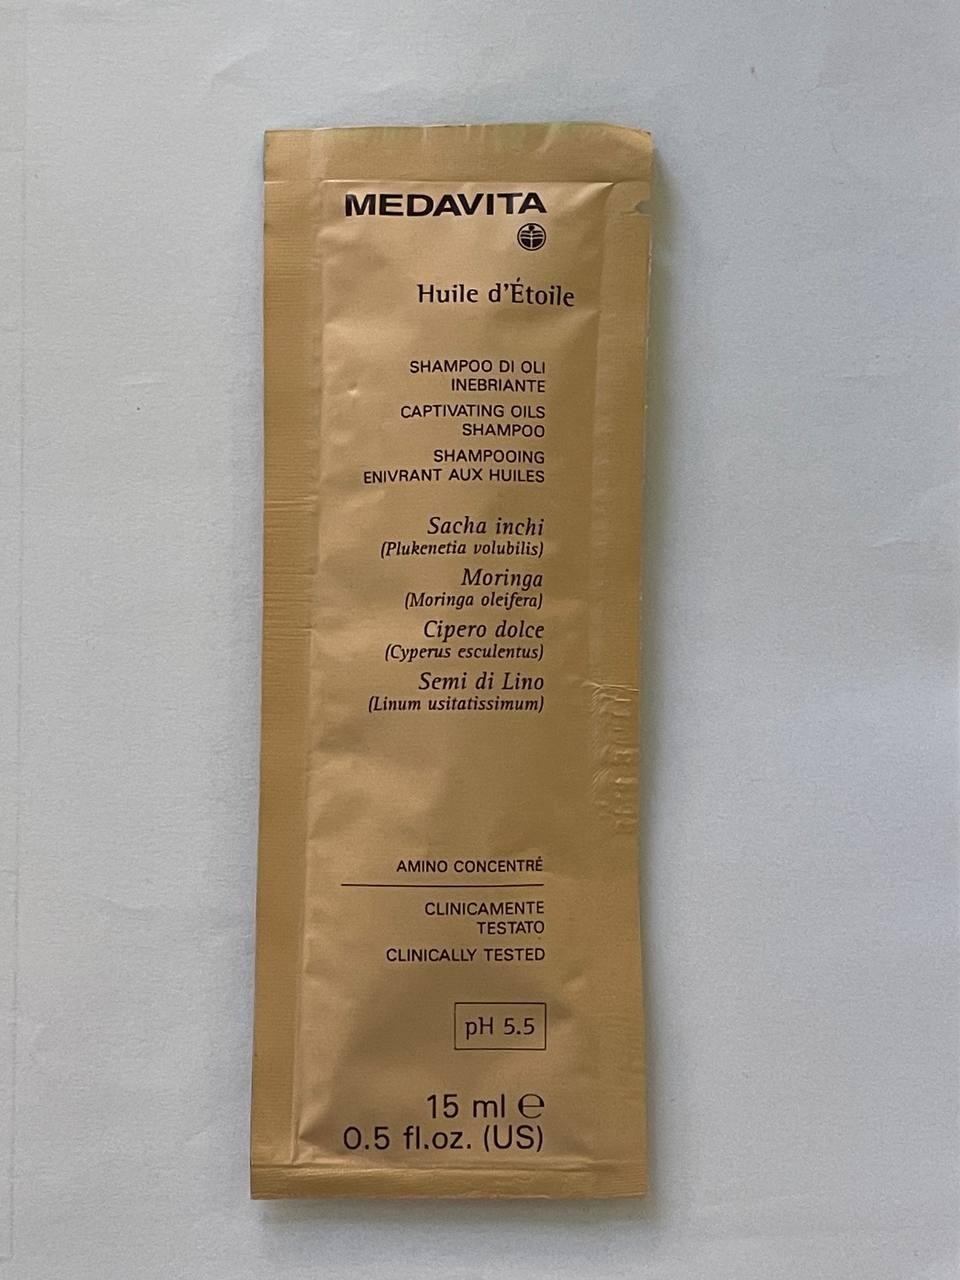 MEDAVITA
Huile d'Étoile
SHAMPOO DI OLI
INEBRIANTE
CAPTIVATING OILS
SHAMPOO
SHAMPOOING
ENIVRANT AUX HUILES
Sacha inchi
(Plukenetia volubilis)
Moringa
(Moringa oleifera)
Cipero dolce
(Cyperus esculentus)
Semi di Lino
(Linum usitatissimum)
AMINO CONCENTRÉ
CLINICAMENTE
TESTATO
CLINICALLY TESTED
pH 5.5
15 ml ℮
0.5 fl.oz. (US)